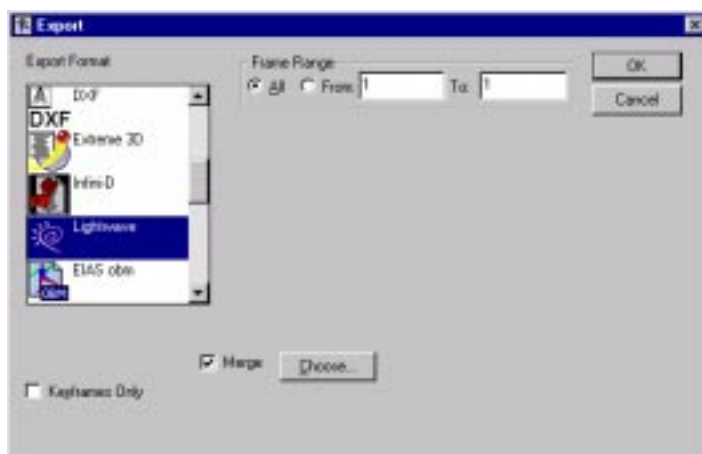 Export
Export Format
DXF
DXF
Extreme 3D
Infini-D
Lightwave
EIAS obm
OBM
Frame Range
All From 1 To: 1
OK
Cancel
Merge Choose...
Keyframes Only